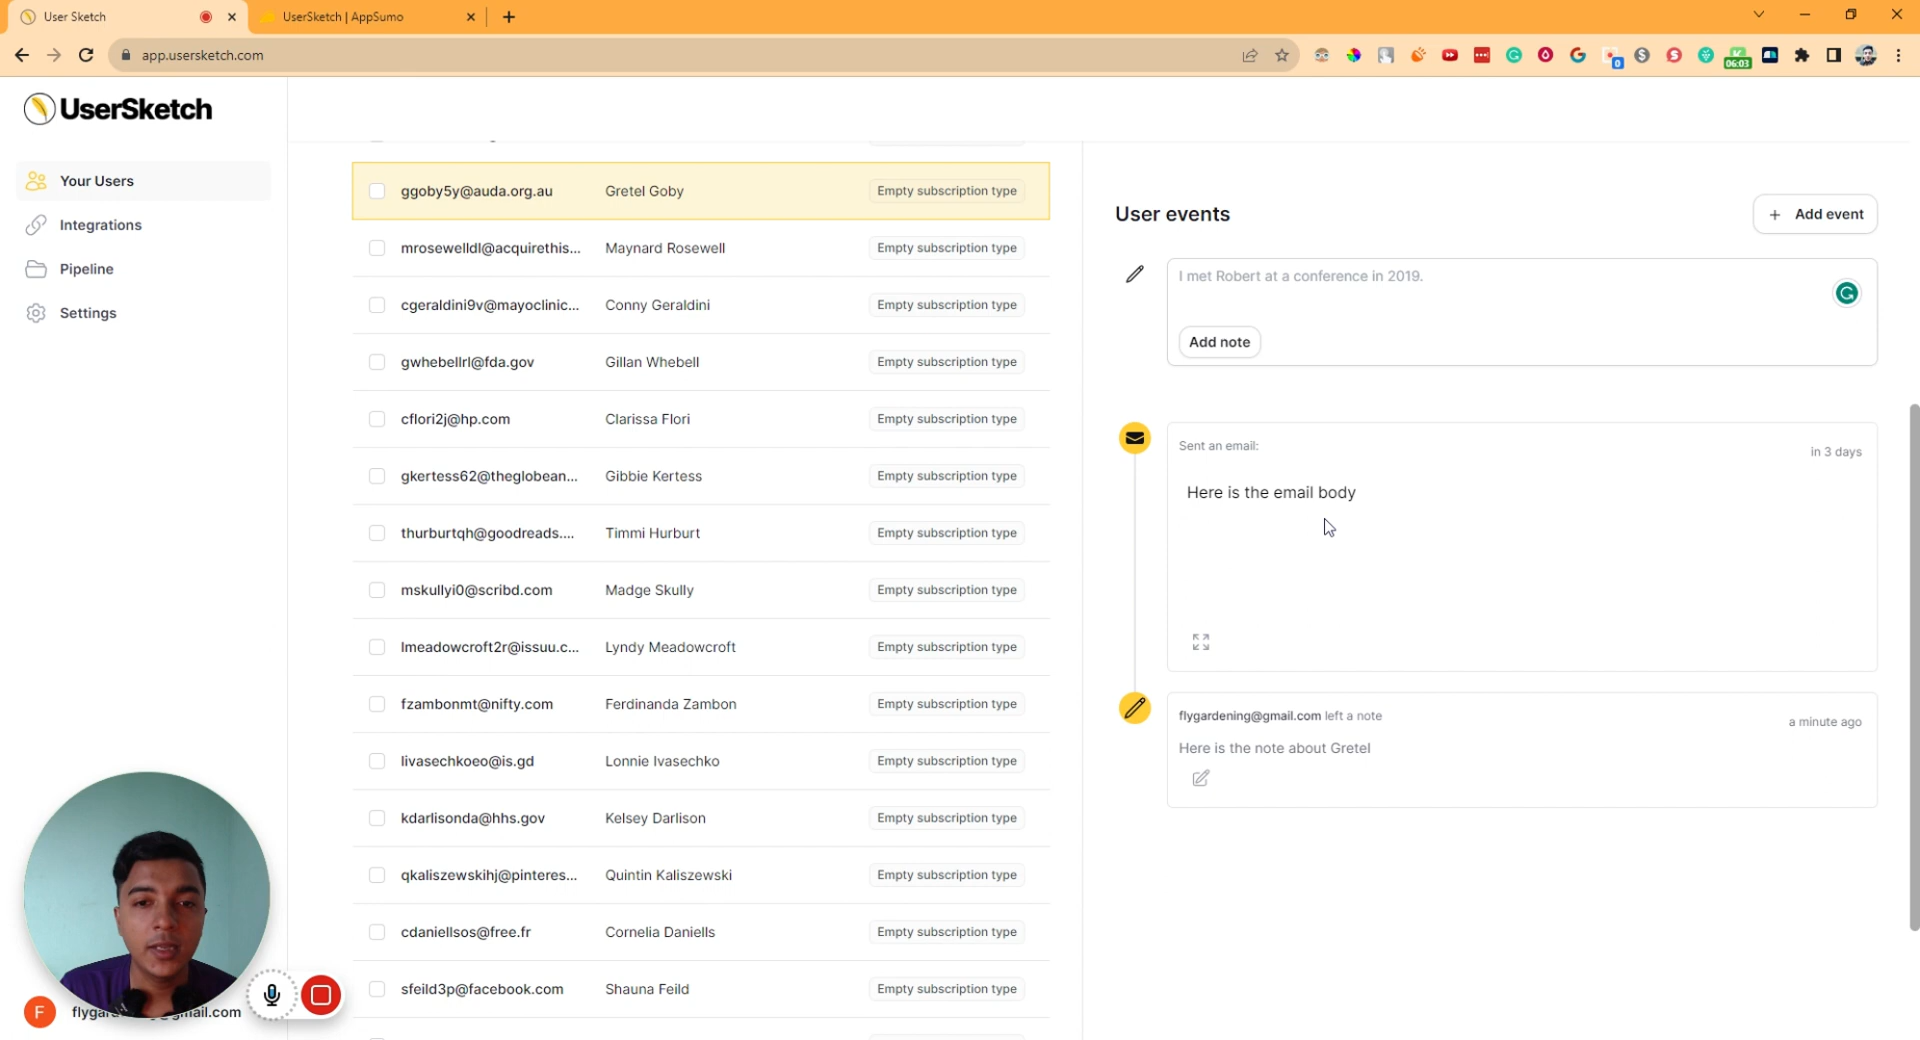 User Sketch
UserSketch | AppSumo
app.usersketch.com
0
06:03
UserSketch
Your Users
Integrations
Pipeline
Settings
ggoby5y@auda.org.au Gretel Goby Empty subscription type
mrosewelldl@acquirethis... Maynard Rosewell Empty subscription type
cgeraldini9v@mayoclinic... Conny Geraldini Empty subscription type
gwhebellrl@fda.gov Gillan Whebell Empty subscription type
cflori2j@hp.com Clarissa Flori Empty subscription type
gkertess62@theglobean... Gibbie Kertess Empty subscription type
thurburtqh@goodreads.... Timmi Hurburt Empty subscription type
mskullyi0@scribd.com Madge Skully Empty subscription type
lmeadowcroft2r@issuu.c... Lyndy Meadowcroft Empty subscription type
fzambonmt@nifty.com Ferdinanda Zambon Empty subscription type
livasechkoeo@is.gd Lonnie Ivasechko Empty subscription type
kdarlisonda@hhs.gov Kelsey Darlison Empty subscription type
qkaliszewskihj@pinteres... Quintin Kaliszewski Empty subscription type
cdaniellsos@free.fr Cornelia Daniells Empty subscription type
sfeild3p@facebook.com Shauna Feild Empty subscription type
User events
+ Add event
I met Robert at a conference in 2019.
Add note
Sent an email:
in 3 days
Here is the email body
flygardening@gmail.com left a note
a minute ago
Here is the note about Gretel
F